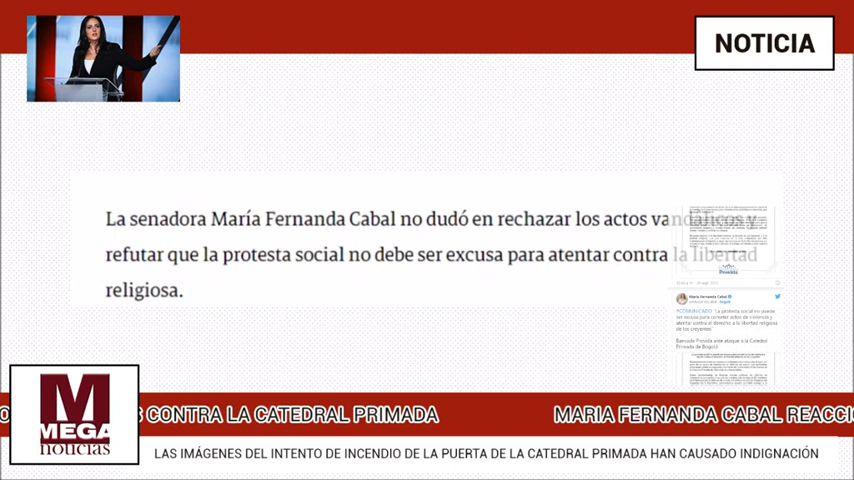 NOTICIA
La senadora María Fernanda Cabal no dudó en rechazar los actos vandálicos y
refutar que la protesta social no debe ser excusa para atentar contra la libertad
religiosa.
Provida
María Fernanda Cabal
#COMUNICADO "La protesta social no puede
ser excusa para cometer actos de violencia y
atentar contra el derecho a la libertad religiosa
de los creyentes"
Bancada Provida ante ataque a la Catedral
Primada de Bogotá
CONTRA LA CATEDRAL PRIMADA
MARIA FERNANDA CABAL REACCIO
MEGA
noticias
LAS IMÁGENES DEL INTENTO DE INCENDIO DE LA PUERTA DE LA CATEDRAL PRIMADA HAN CAUSADO INDIGNACIÓN